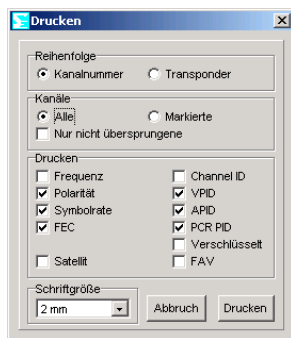 Drucken
Reihenfolge
Kanalnummer Transponder
Kanäle
Alle Markierte
Nur nicht übersprungene
Drucken
Frequenz Channel ID
Polarität VPID
Symbolrate APID
FEC PCR PID
Verschlüsselt
Satellit FAV
Schriftgröße
2 mm Abbruch Drucken